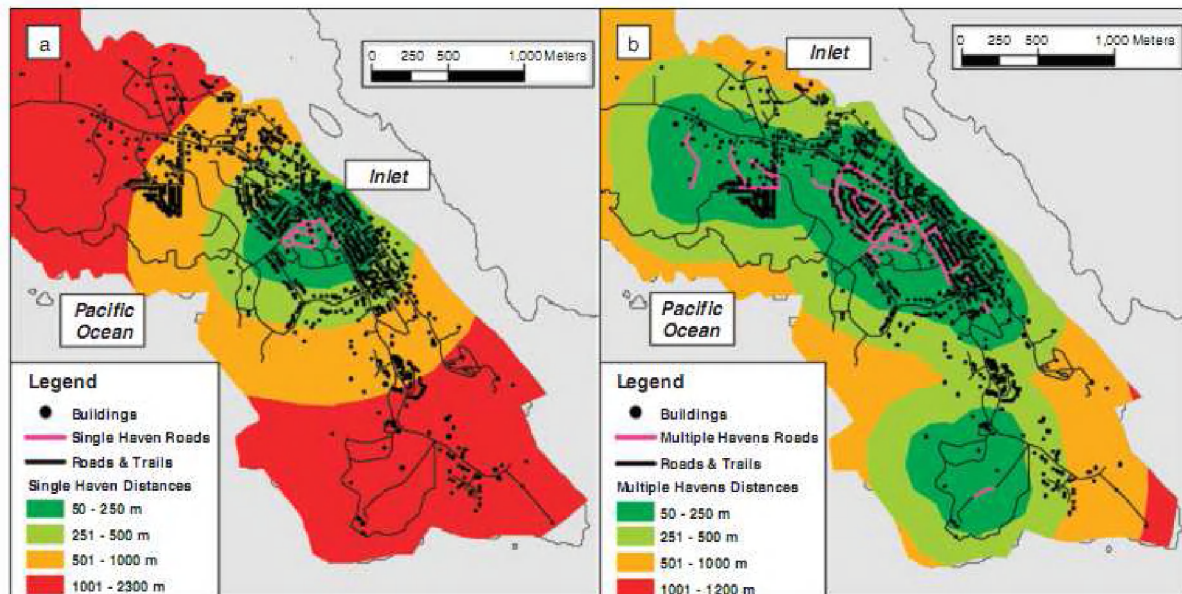 a
0 250 500 1,000 Meters
Inlet
Pacific
Ocean
Legend
Buildings
Single Haven Roads
Roads & Trails
Single Haven Distances
50 - 250 m
251 - 500 m
501 - 1000 m
1001 - 2300 m
b
Inlet
0 250 500 1,000 Meters
Pacific
Ocean
Legend
Buildings
Multiple Havens Roads
Roads & Trails
Multiple Havens Distances
50 - 250 m
251 - 500 m
501 - 1000 m
1001 - 1200 m